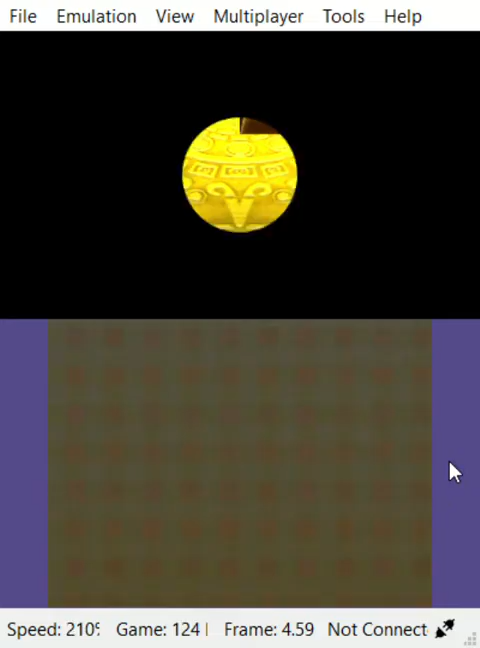 File Emulation View Multiplayer Tools Help
Speed: 210% Game: 124 Frame: 4.59 Not Connect